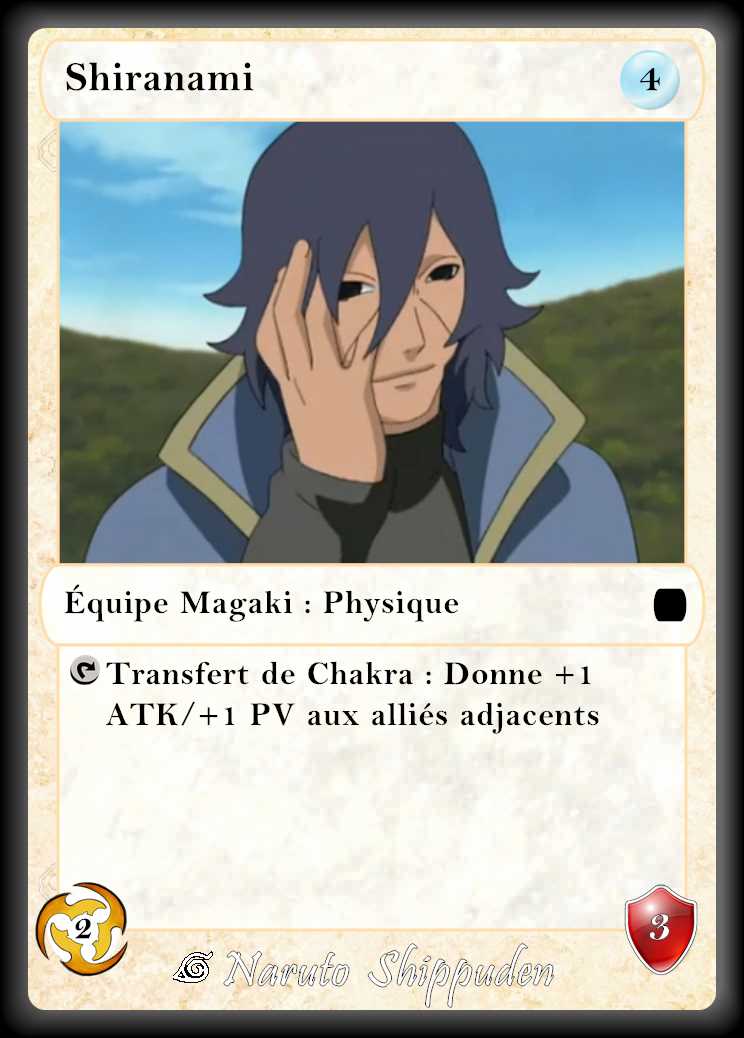 Shiranami
4
Équipe Magaki : Physique
Transfert de Chakra : Donne +1
ATK/+1 PV aux alliés adjacents
2
3
Naruto Shippuden